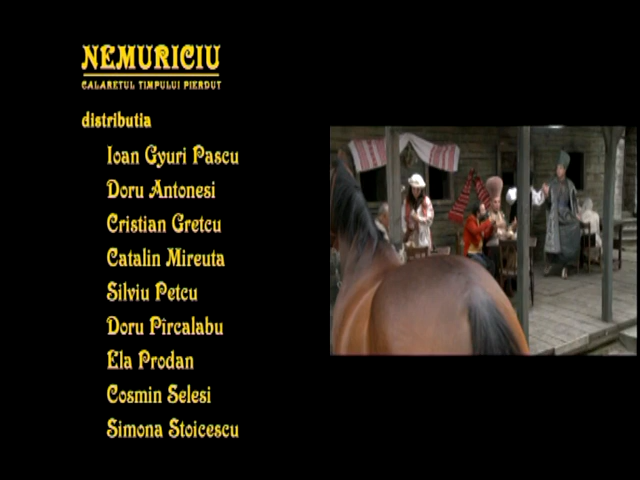 NEMURICIU
CALARETUL TIMPULUI PIERDUT
distributia
Ioan Gyuri Pascu
Doru Antonesi
Cristian Gretcu
Catalin Mireuta
Silviu Petcu
Doru Pîrcalabu
Ela Prodan
Cosmin Selesi
Simona Stoicescu